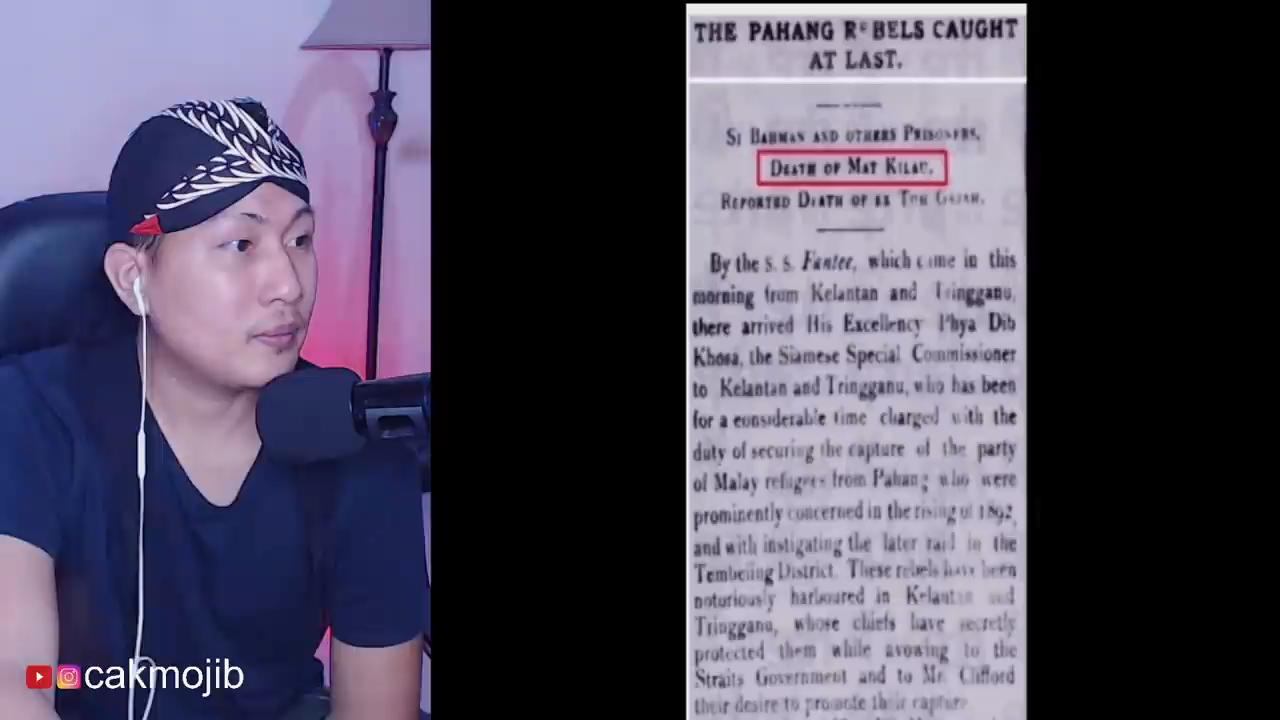 THE PAHANG REBELS CAUGHT
AT LAST.
SI BAHMAN AND OTHERS PRISONERS.
DEATH OF MAT KILAU.
REPORTED DEATH OF EX TOH GAJAH.
By the S. S. Fantee, which came in this
morning from Kelantan and Tringganu,
there arrived His Excellency Phya Dib
Khosa, the Siamese Special Commissioner
to Kelantan and Tringganu, who has been
for a considerable time charged with the
duty of securing the capture of the party
of Malay refugees from Pahang who were
prominently concerned in the rising of 1892,
and with instigating the later raid in the
Tembeling District. These rebels have been
notoriously harboured in Kelantan and
Tringganu, whose chiefs have secretly
protected them while avowing to the
Straits Government and to Mr. Clifford
their desire to promote their capture
cakmojib